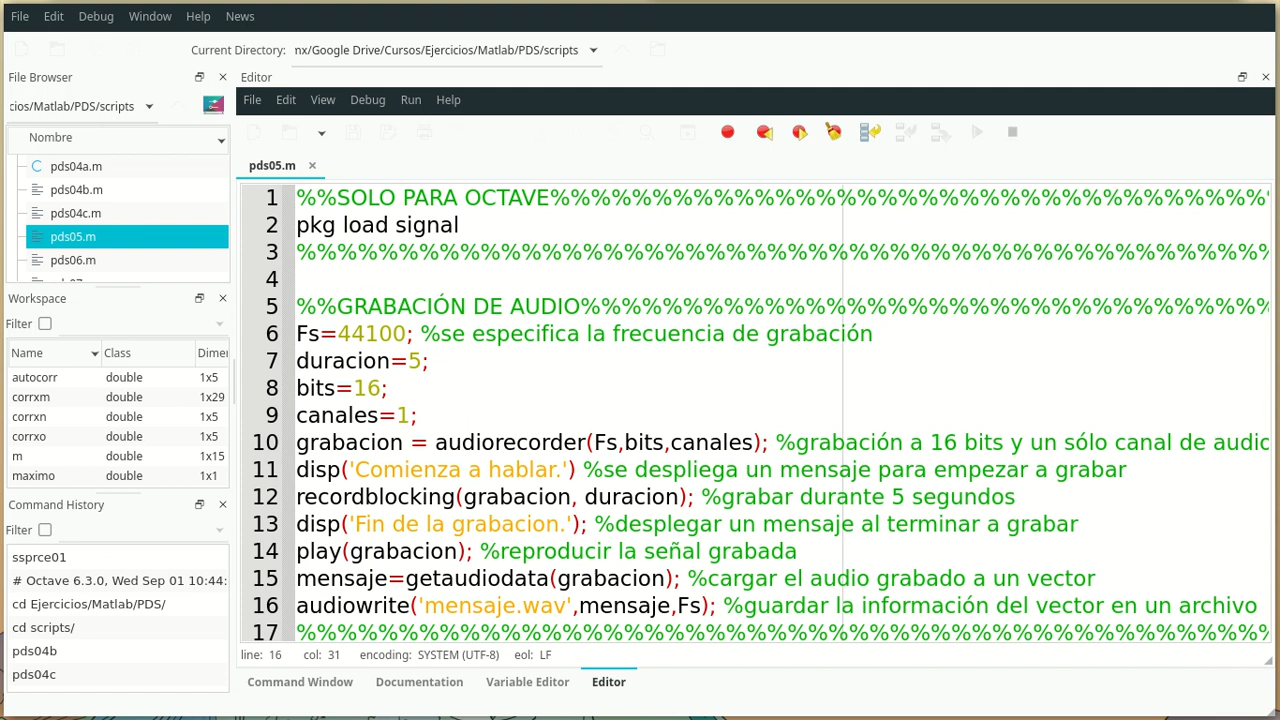 File Edit Debug Window Help News
Current Directory: nx/Google Drive/Cursos/Ejercicios/Matlab/PDS/scripts
File Browser
cios/Matlab/PDS/scripts
Nombre
pds04a.m
pds04b.m
pds04c.m
pds05.m
pds06.m
Workspace
Filter
Name Class Dimer
autocorr double 1x5
corrxm double 1x29
corrxn double 1x5
corrxo double 1x5
m double 1x15
maximo double 1x1
Command History
Filter
ssprce01
# Octave 6.3.0, Wed Sep 01 10:44:
cd Ejercicios/Matlab/PDS/
cd scripts/
pds04b
pds04c
Editor
File Edit View Debug Run Help
pds05.m
1 %%SOLO PARA OCTAVE%%%%%%%%%%%%%%%%%%%%%%%%%%%%%%%%%%%
2 pkg load signal
3 %%%%%%%%%%%%%%%%%%%%%%%%%%%%%%%%%%%%%%%%%%%%%%%%
4
5 %%GRABACIÓN DE AUDIO%%%%%%%%%%%%%%%%%%%%%%%%%%%%%%%%%
6 Fs=44100; %se especifica la frecuencia de grabación
7 duracion=5;
8 bits=16;
9 canales=1;
10 grabacion = audiorecorder(Fs,bits,canales); %grabación a 16 bits y un sólo canal de audio
11 disp('Comienza a hablar.') %se despliega un mensaje para empezar a grabar
12 recordblocking(grabacion, duracion); %grabar durante 5 segundos
13 disp('Fin de la grabacion.'); %desplegar un mensaje al terminar a grabar
14 play(grabacion); %reproducir la señal grabada
15 mensaje=getaudiodata(grabacion); %cargar el audio grabado a un vector
16 audiowrite('mensaje.wav',mensaje,Fs); %guardar la información del vector en un archivo
17 %%%%%%%%%%%%%%%%%%%%%%%%%%%%%%%%%%%%%%%%%%%%%%%%
line: 16 col: 31 encoding: SYSTEM (UTF-8) eol: LF
Command Window Documentation Variable Editor Editor